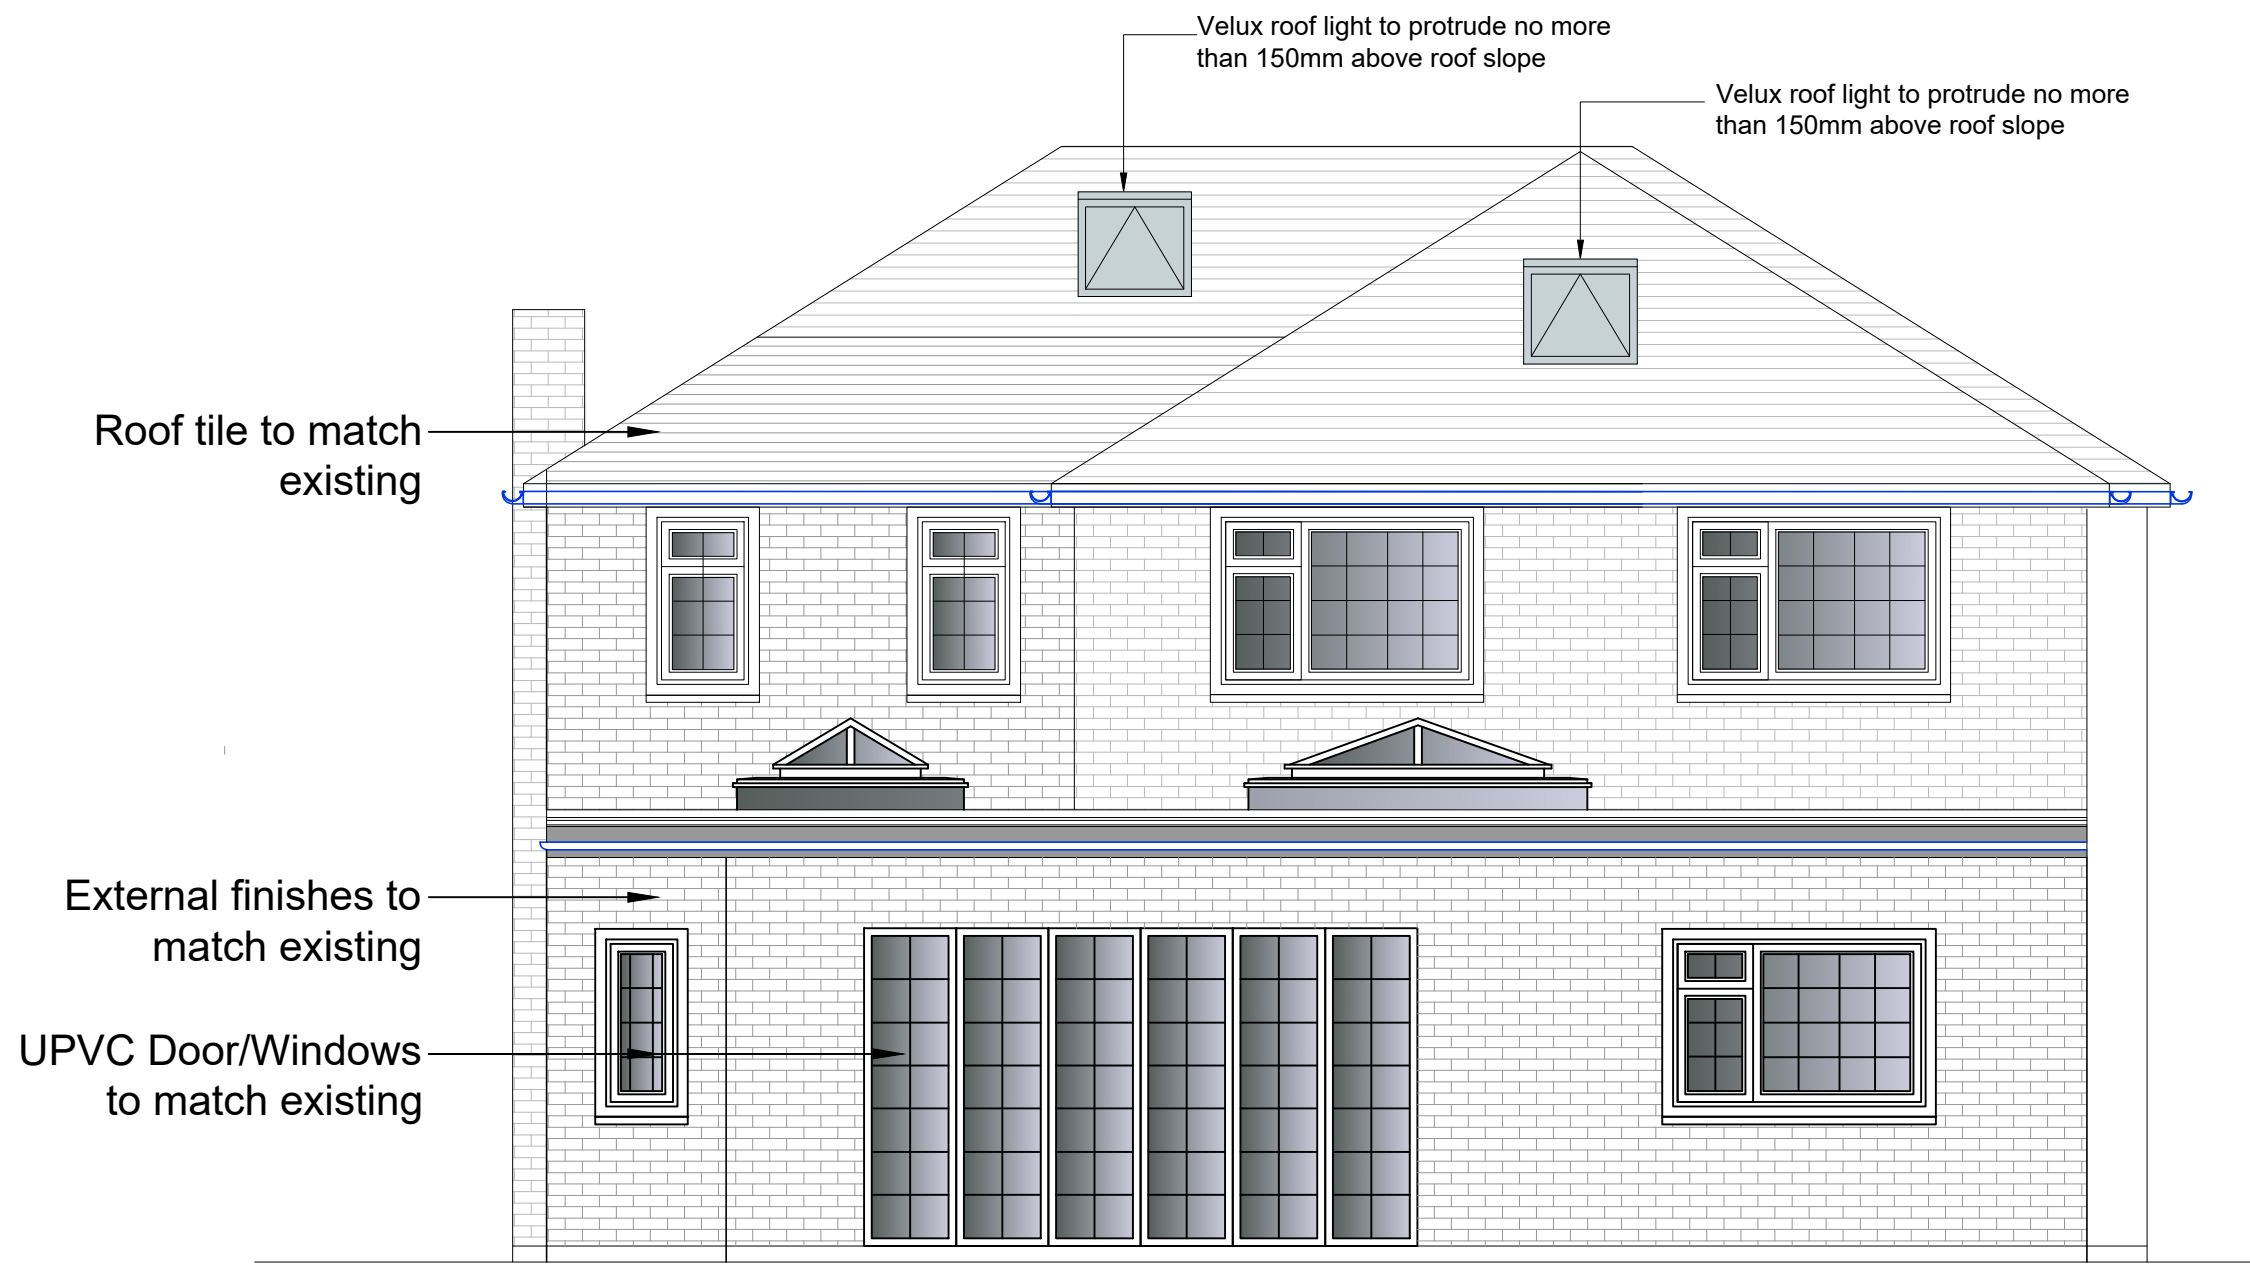 Velux roof light to protrude no more
than 150mm above roof slope
Velux roof light to protrude no more
than 150mm above roof slope
Roof tile to match
existing
External finishes to
match existing
UPVC Door/Windows
to match existing